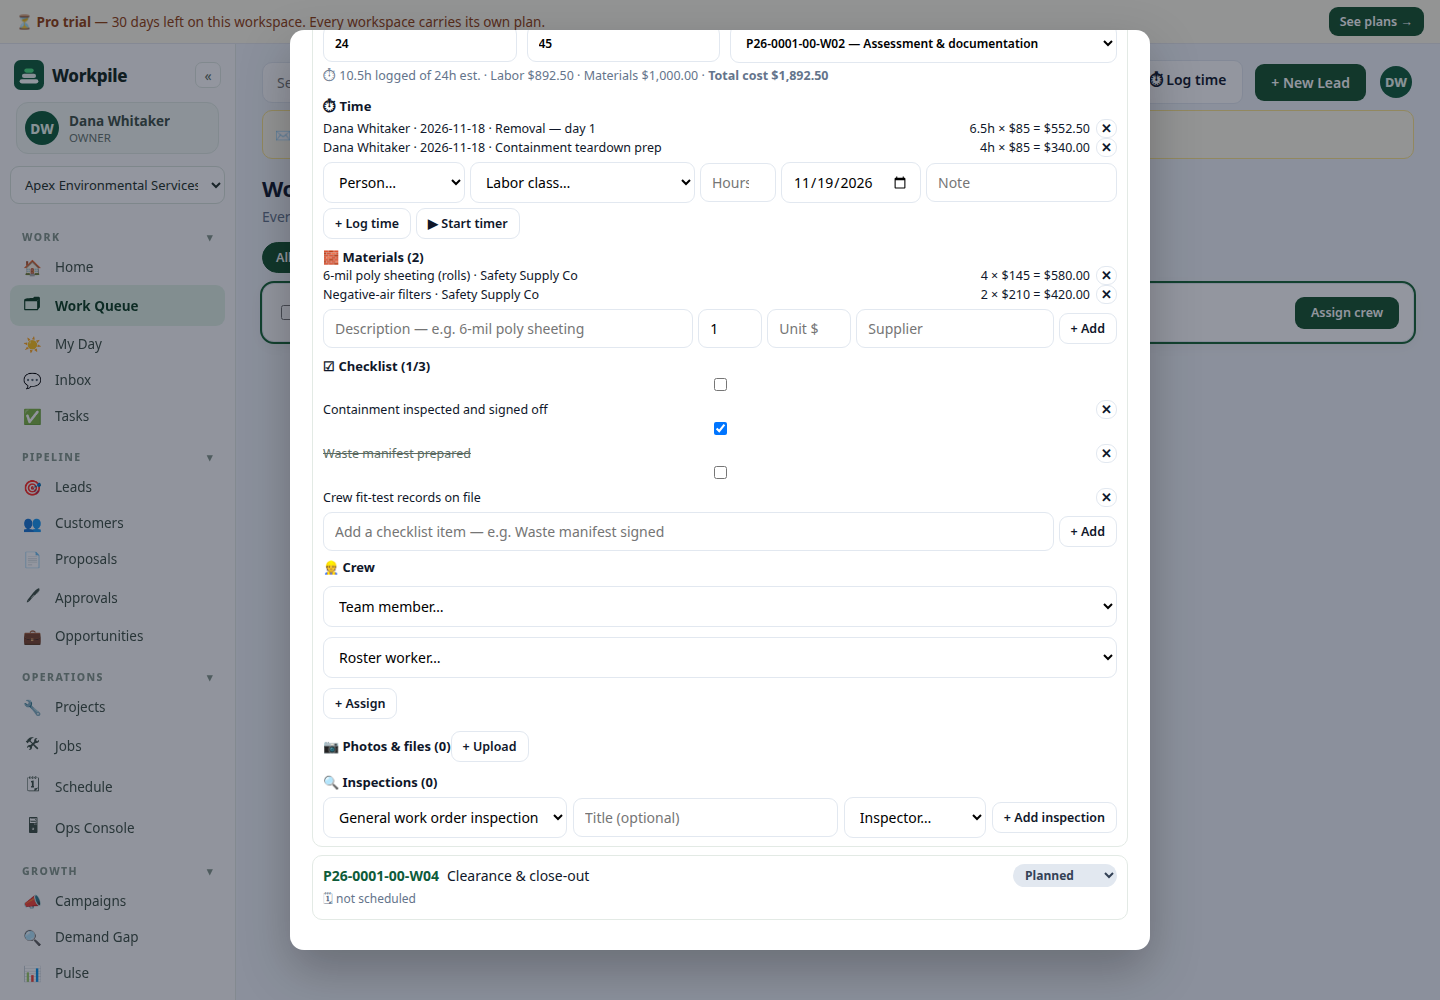 ⏳ Pro trial — 30 days left on this workspace. Every workspace carries its own plan.
See plans →
Workpile
«
DW
Dana Whitaker
OWNER
Apex Environmental Services
WORK
Home
Work Queue
My Day
Inbox
Tasks
PIPELINE
Leads
Customers
Proposals
Approvals
Opportunities
OPERATIONS
Projects
Jobs
Schedule
Ops Console
GROWTH
Campaigns
Demand Gap
Pulse
Se
Wo
Ever
All
Log time
+ New Lead
DW
Assign crew
24
45
P26-0001-00-W02 — Assessment & documentation
⏱ 10.5h logged of 24h est. · Labor $892.50 · Materials $1,000.00 · Total cost $1,892.50
⏱ Time
Dana Whitaker · 2026-11-18 · Removal — day 1
6.5h × $85 = $552.50 ✕
Dana Whitaker · 2026-11-18 · Containment teardown prep
4h × $85 = $340.00 ✕
Person...
Labor class...
Hours
11/19/2026
Note
+ Log time
▶ Start timer
🧱 Materials (2)
6-mil poly sheeting (rolls) · Safety Supply Co
4 × $145 = $580.00 ✕
Negative-air filters · Safety Supply Co
2 × $210 = $420.00 ✕
Description — e.g. 6-mil poly sheeting
1
Unit $
Supplier
+ Add
☑ Checklist (1/3)
Containment inspected and signed off ✕
Waste manifest prepared ✕
Crew fit-test records on file ✕
Add a checklist item — e.g. Waste manifest signed
+ Add
👷 Crew
Team member...
Roster worker...
+ Assign
📷 Photos & files (0)
+ Upload
🔍 Inspections (0)
General work order inspection
Title (optional)
Inspector...
+ Add inspection
P26-0001-00-W04 Clearance & close-out
Planned
🗓 not scheduled